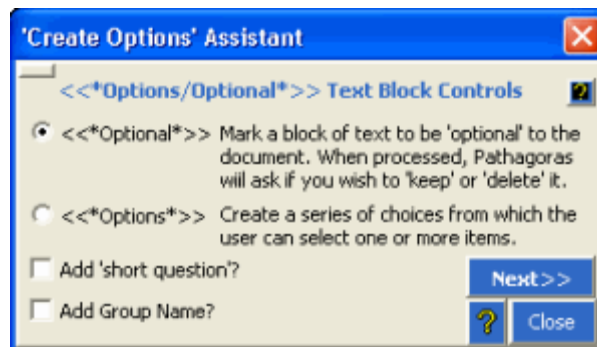 'Create Options' Assistant
<<*Options/Optional*>> Text Block Controls ?
<<*Optional*>> Mark a block of text to be 'optional' to the
document. When processed, Pathagoras
will ask if you wish to 'keep' or 'delete' it.
<<*Options*>> Create a series of choices from which the
user can select one or more items.
Add 'short question'?
Next>>
Add Group Name?
? Close